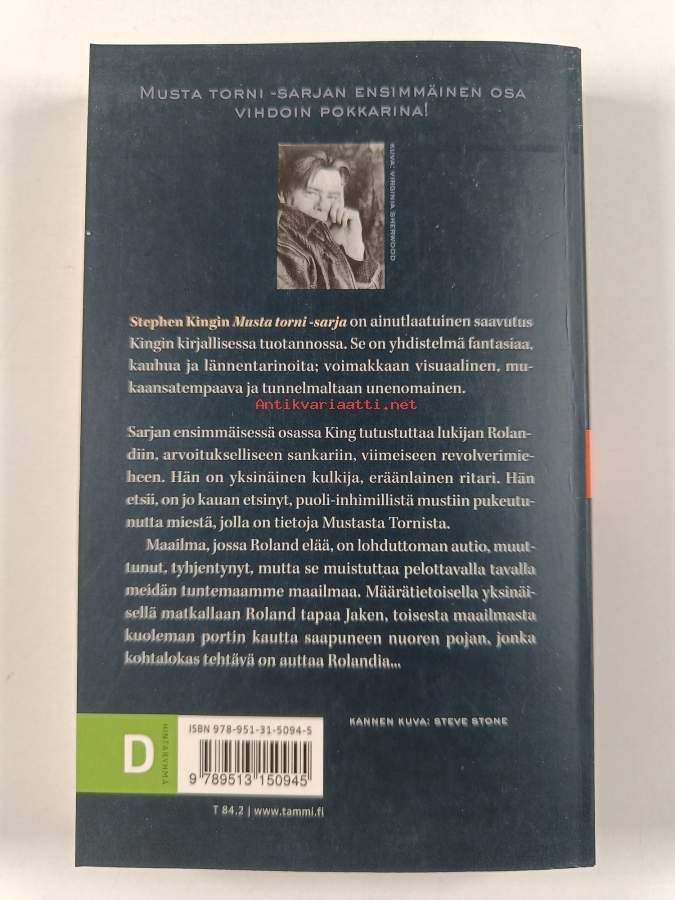 MUSTA TORNI -SARJAN ENSIMMÄINEN OSA
VIHDOIN POKKARINA!
KUVA: VIRGINIA SHERWOOD
Stephen Kingin Musta torni -sarja on ainutlaatuinen saavutus
Kingin kirjallisessa tuotannossa. Se on yhdistelmä fantasiaa,
kauhua ja lännentarinoita; voimakkaan visuaalinen, mu-
kaansatempaava ja tunnelmaltaan unenomainen.
Antikvariaatti.net
Sarjan ensimmäisessä osassa King tutustuttaa lukijan Rolan-
diin, arvoitukselliseen sankariin, viimeiseen revolverimie-
heen. Hän on yksinäinen kulkija, eräänlainen ritari. Hän
etsii, on jo kauan etsinyt, puoli-inhimillistä mustiin pukeutu-
nutta miestä, jolla on tietoja Mustasta Tornista.
Maailma, jossa Roland elää, on lohduttoman autio, muut-
tunut, tyhjentynyt, mutta se muistuttaa pelottavalla tavalla
meidän tuntemaamme maailmaa. Määrätietoisella yksinäi-
sellä matkallaan Roland tapaa Jaken, toisesta maailmasta
kuoleman portin kautta saapuneen nuoren pojan, jonka
kohtalokas tehtävä on auttaa Rolandia...
KANNEN KUVA: STEVE STONE
D
HINTARYHMÄ
ISBN 978-951-31-5094-5
9 789513 150945
T 84.2 | www.tammi.fi